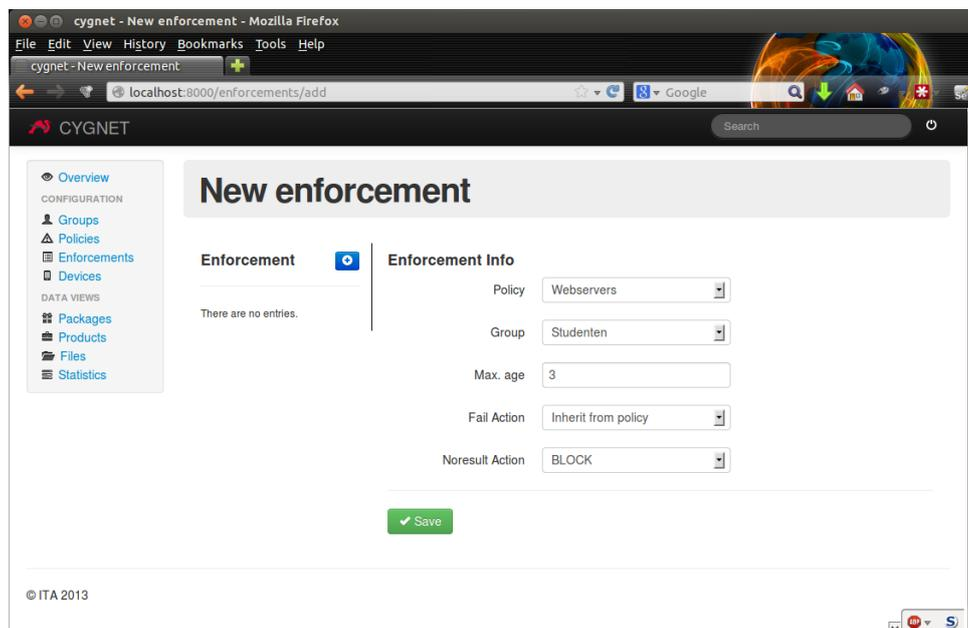 cygnet - New enforcement - Mozilla Firefox
File Edit View History Bookmarks Tools Help
cygnet - New enforcement
localhost:8000/enforcements/add
Google
CYGNET
Search
Overview
CONFIGURATION
Groups
Policies
Enforcements
Devices
DATA VIEWS
Packages
Products
Files
Statistics
New enforcement
Enforcement
There are no entries.
Enforcement Info
Policy Webservers
Group Studenten
Max. age 3
Fail Action Inherit from policy
Noresult Action BLOCK
Save
© ITA 2013